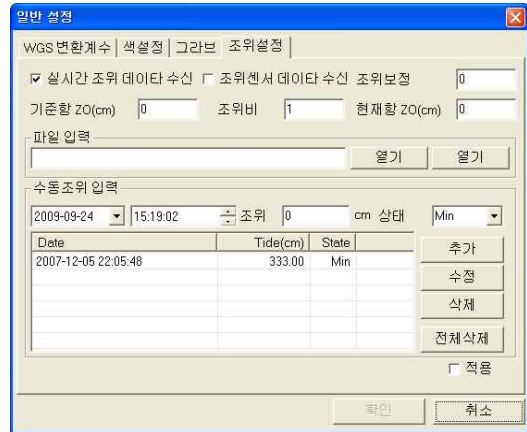 일반 설정
WGS 변환계수 색설정 그라브 조위설정
실시간 조위 데이타 수신 조위센서 데이타 수신 조위보정 0
기준항 ZO(cm) 0 조위비 1 현재항 ZO(cm) 0
파일 입력
열기 열기
수동조위 입력
2009-09-24 15:19:02 조위 0 cm 상태 Min
Date Tide(cm) State
2007-12-05 22:05:48 333.00 Min
추가
수정
삭제
전체삭제
적용
확인 취소